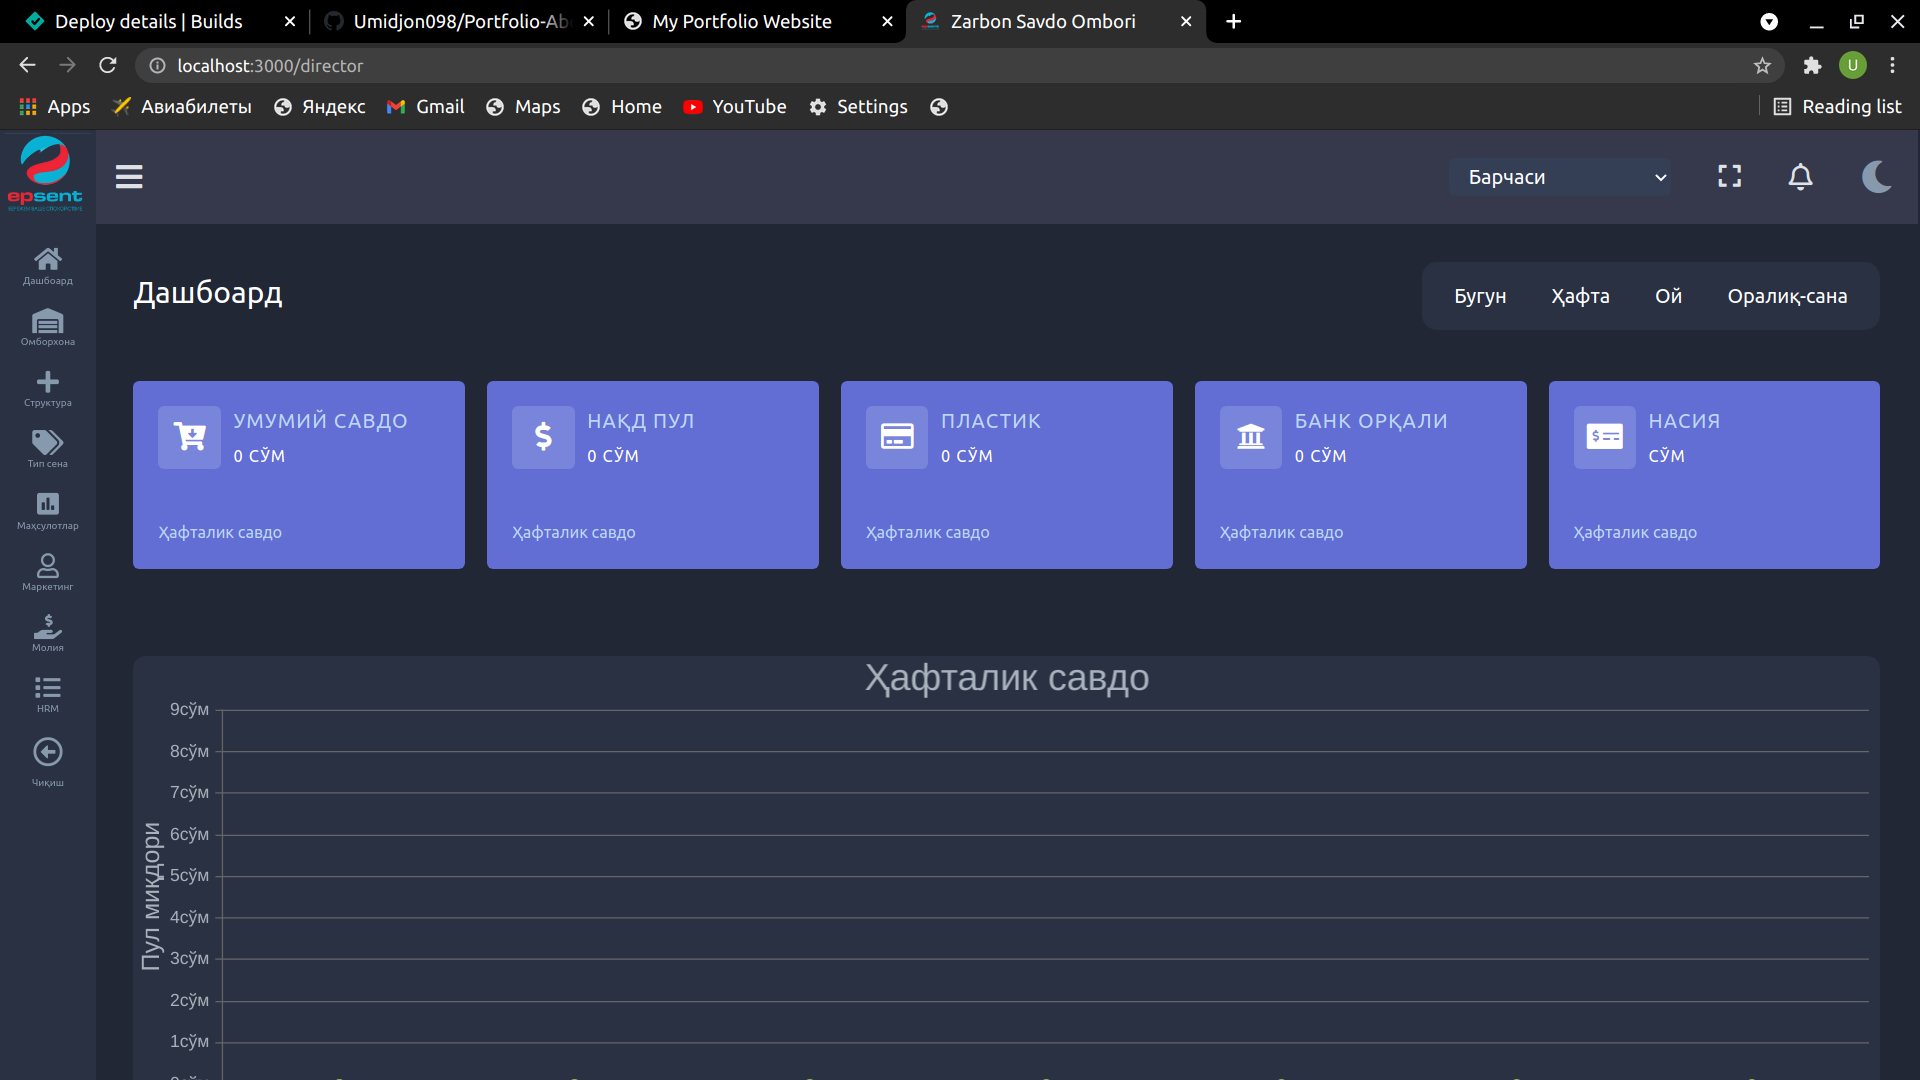 Deploy details | Builds
Umidjon098/Portfolio-Ab
My Portfolio Website
Zarbon Savdo Ombori
localhost:3000/director
U
Apps
Авиабилеты
Яндекс
Gmail
Maps
Home
YouTube
Settings
Reading list
epsent
Барчаси
Дашбоард
Омборхона
Структура
Тип сена
Маҳсулотлар
Маркетинг
Молия
HRM
Чиқиш
Дашбоард
Бугун
Ҳафта
Ой
Оралиқ-сана
УМУМИЙ САВДО
0 СЎМ
Ҳафталик савдо
НАҚД ПУЛ
0 СЎМ
Ҳафталик савдо
ПЛАСТИК
0 СЎМ
Ҳафталик савдо
БАНК ОРҚАЛИ
0 СЎМ
Ҳафталик савдо
НАСИЯ
СЎМ
Ҳафталик савдо
Ҳафталик савдо
Пул миқдори
9сўм
8сўм
7сўм
6сўм
5сўм
4сўм
3сўм
2сўм
1сўм